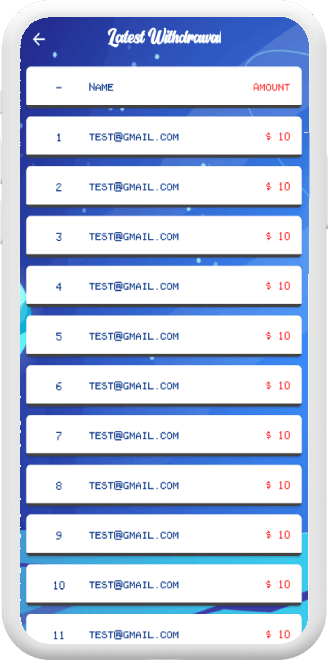 Latest Withdrawal
- NAME AMOUNT
1 TEST@GMAIL.COM $ 10
2 TEST@GMAIL.COM $ 10
3 TEST@GMAIL.COM $ 10
4 TEST@GMAIL.COM $ 10
5 TEST@GMAIL.COM $ 10
6 TEST@GMAIL.COM $ 10
7 TEST@GMAIL.COM $ 10
8 TEST@GMAIL.COM $ 10
9 TEST@GMAIL.COM $ 10
10 TEST@GMAIL.COM $ 10
11 TEST@GMAIL.COM $ 10